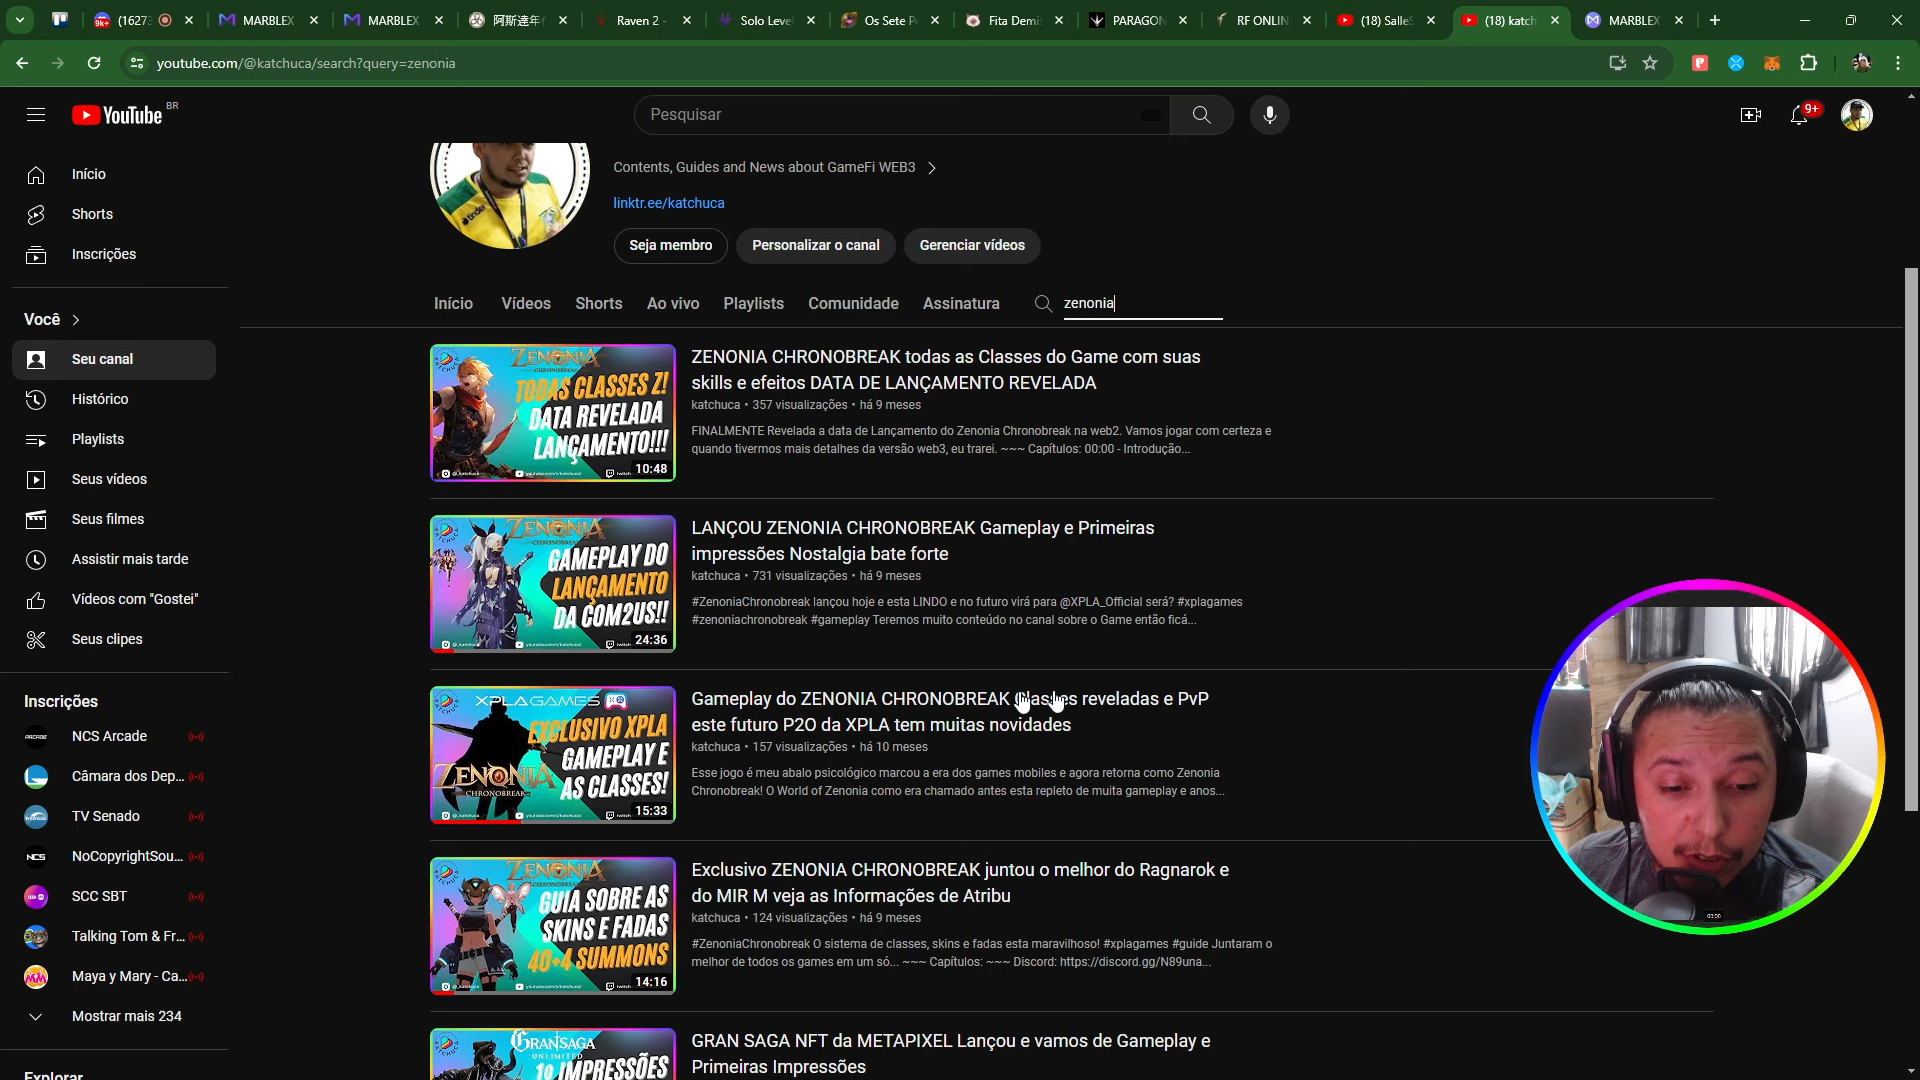 (1627:
MARBLEX
MARBLEX
阿斯達年
Raven 2 -
Solo Leve
Os Sete P
Fita Demi
PARAGON
RF ONLIN
(18) Salle
(18) katch
MARBLEX
youtube.com/@katchuca/search?query=zenonia
YouTube BR
Pesquisar
9+
Início
Shorts
Inscrições
Você
Seu canal
Histórico
Playlists
Seus vídeos
Seus filmes
Assistir mais tarde
Vídeos com "Gostei"
Seus clipes
Inscrições
NCS Arcade
Câmara dos Dep...
TV Senado
NoCopyrightSou...
SCC SBT
Talking Tom & Fr...
Maya y Mary - Ca...
Mostrar mais 234
Explorar
Contents, Guides and News about GameFi WEB3
linktr.ee/katchuca
Seja membro
Personalizar o canal
Gerenciar vídeos
Início Vídeos Shorts Ao vivo Playlists Comunidade Assinatura zenonia
ZENONIA
TODAS CLASSES Z!
DATA REVELADA
LANÇAMENTO!!!
10:48
ZENONIA CHRONOBREAK todas as Classes do Game com suas
skills e efeitos DATA DE LANÇAMENTO REVELADA
katchuca • 357 visualizações • há 9 meses
FINALMENTE Revelada a data de Lançamento do Zenonia Chronobreak na web2. Vamos jogar com certeza e
quando tivermos mais detalhes da versão web3, eu trarei. ~~~ Capítulos: 00:00 - Introdução...
ZENONIA
CHRONOBREAK
GAMEPLAY DO
LANÇAMENTO
DA COM2US!!
24:36
LANÇOU ZENONIA CHRONOBREAK Gameplay e Primeiras
impressões Nostalgia bate forte
katchuca • 731 visualizações • há 9 meses
#ZenoniaChronobreak lançou hoje e esta LINDO e no futuro virá para @XPLA_Official será? #xplagames
#zenoniachronobreak #gameplay Teremos muito conteúdo no canal sobre o Game então ficá...
XPLAGAMES
EXCLUSIVO XPLA
GAMEPLAY E
AS CLASSES!
ZENONIA
CHRONOBREAK
15:33
Gameplay do ZENONIA CHRONOBREAK Classes reveladas e PvP
este futuro P2O da XPLA tem muitas novidades
katchuca • 157 visualizações • há 10 meses
Esse jogo é meu abalo psicológico marcou a era dos games mobiles e agora retorna como Zenonia
Chronobreak! O World of Zenonia como era chamado antes esta repleto de muita gameplay e anos...
ZENONIA
CHRONOBREAK
GUIA SOBRE AS
SKINS E FADAS
40+4 SUMMONS
14:16
Exclusivo ZENONIA CHRONOBREAK juntou o melhor do Ragnarok e
do MIR M veja as Informações de Atribu
katchuca • 124 visualizações • há 9 meses
#ZenoniaChronobreak O sistema de classes, skins e fadas esta maravilhoso! #xplagames #guide Juntaram o
melhor de todos os games em um só... ~~~ Capítulos: ~~~ Discord: https://discord.gg/N89una...
GRANSAGA
UNLIMITED
1ª IMPRESSÕES
GRAN SAGA NFT da METAPIXEL Lançou e vamos de Gameplay e
Primeiras Impressões
00:00